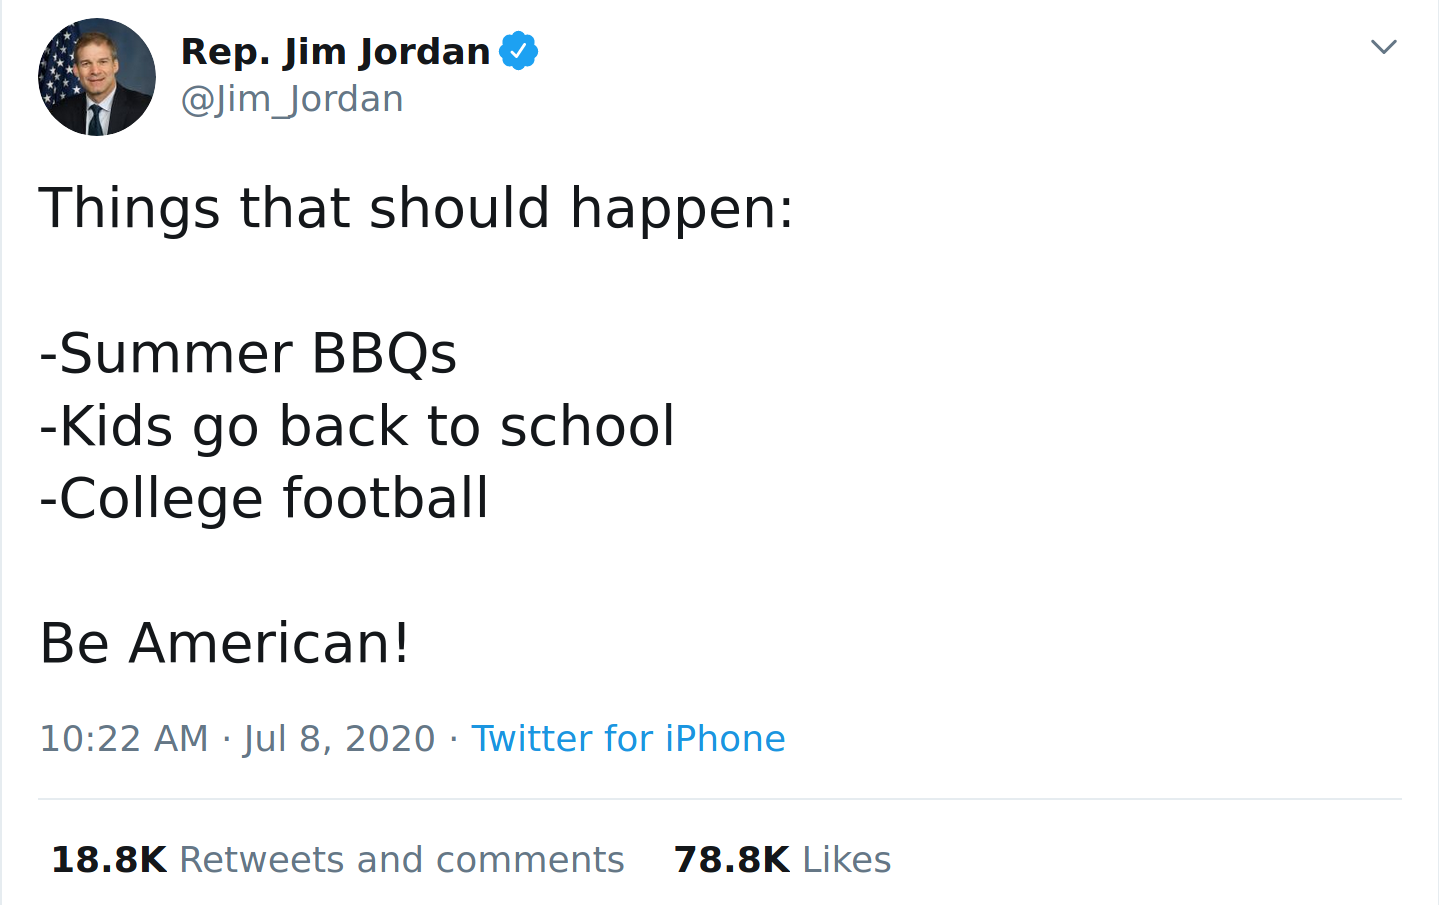 Rep. Jim Jordan
@Jim_Jordan
Things that should happen:
-Summer BBQs
-Kids go back to school
-College football
Be American!
10:22 AM · Jul 8, 2020 · Twitter for iPhone
18.8K Retweets and comments 78.8K Likes